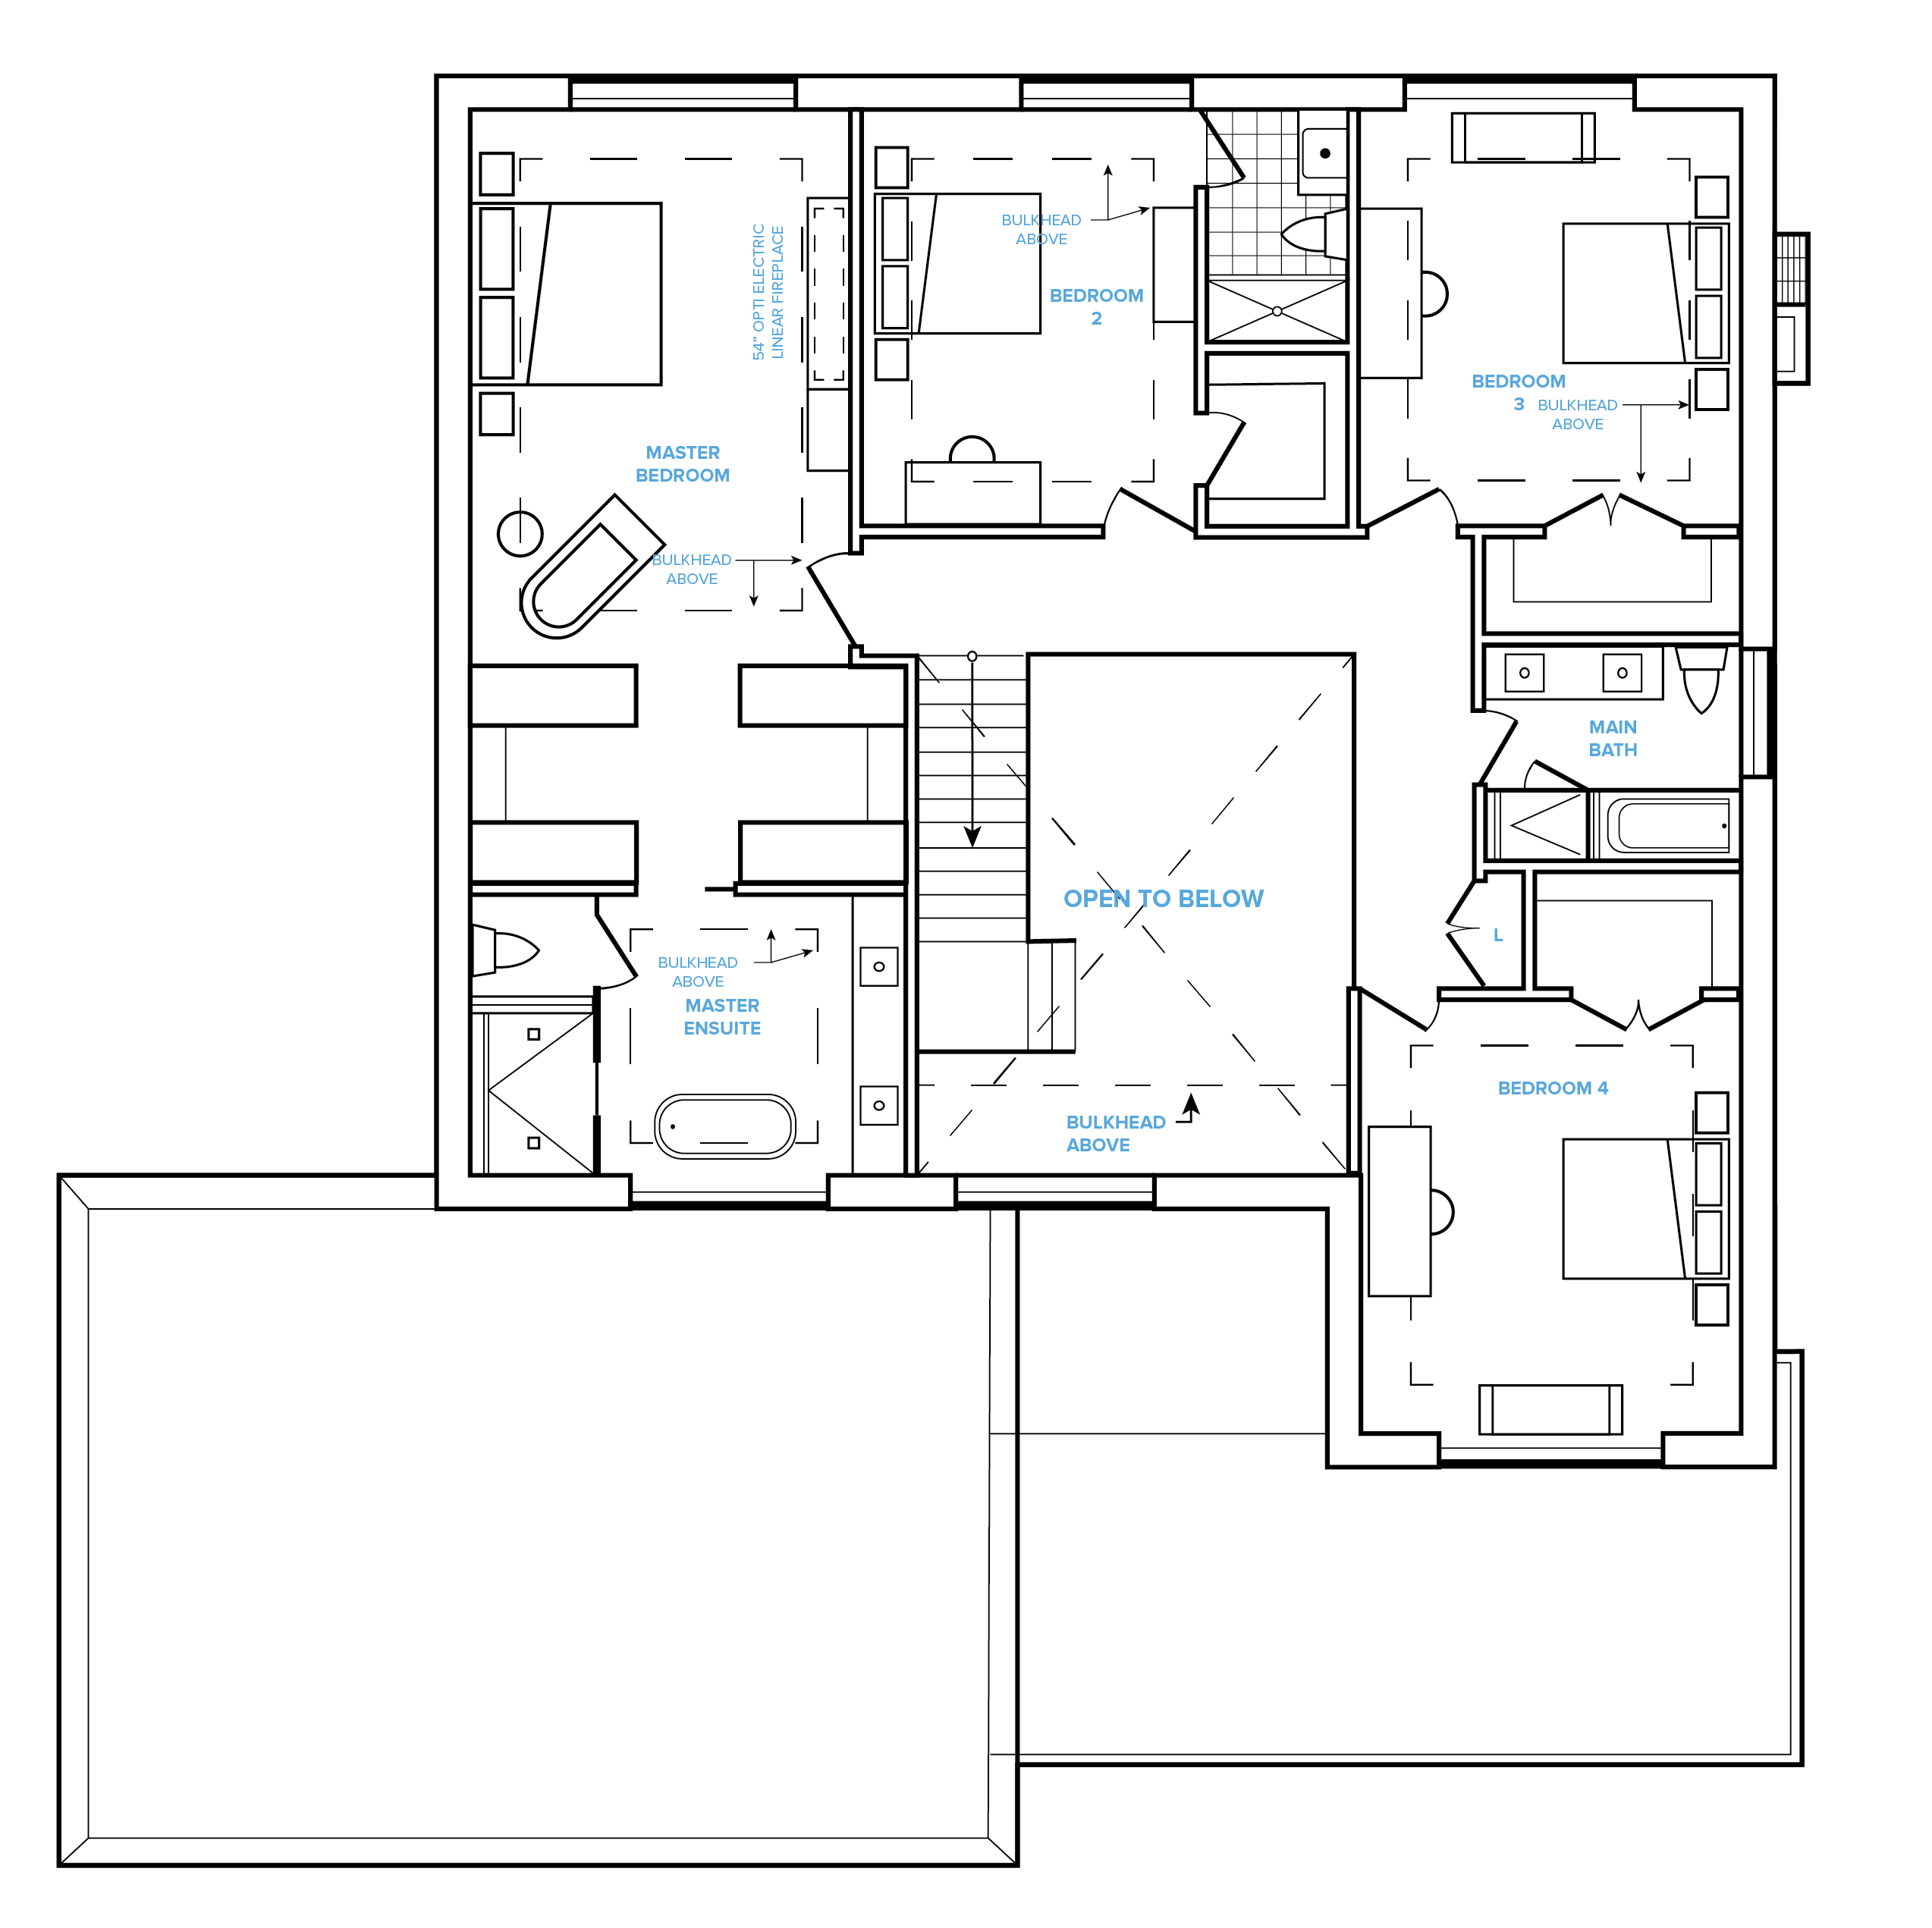 BULKHEAD
ABOVE
54" OPTI ELECTRIC
LINEAR FIREPLACE
BEDROOM
2
BEDROOM
3
BULKHEAD
ABOVE
MASTER
BEDROOM
BULKHEAD
ABOVE
MAIN
BATH
OPEN TO BELOW
L
BULKHEAD
ABOVE
MASTER
ENSUITE
BEDROOM 4
BULKHEAD
ABOVE